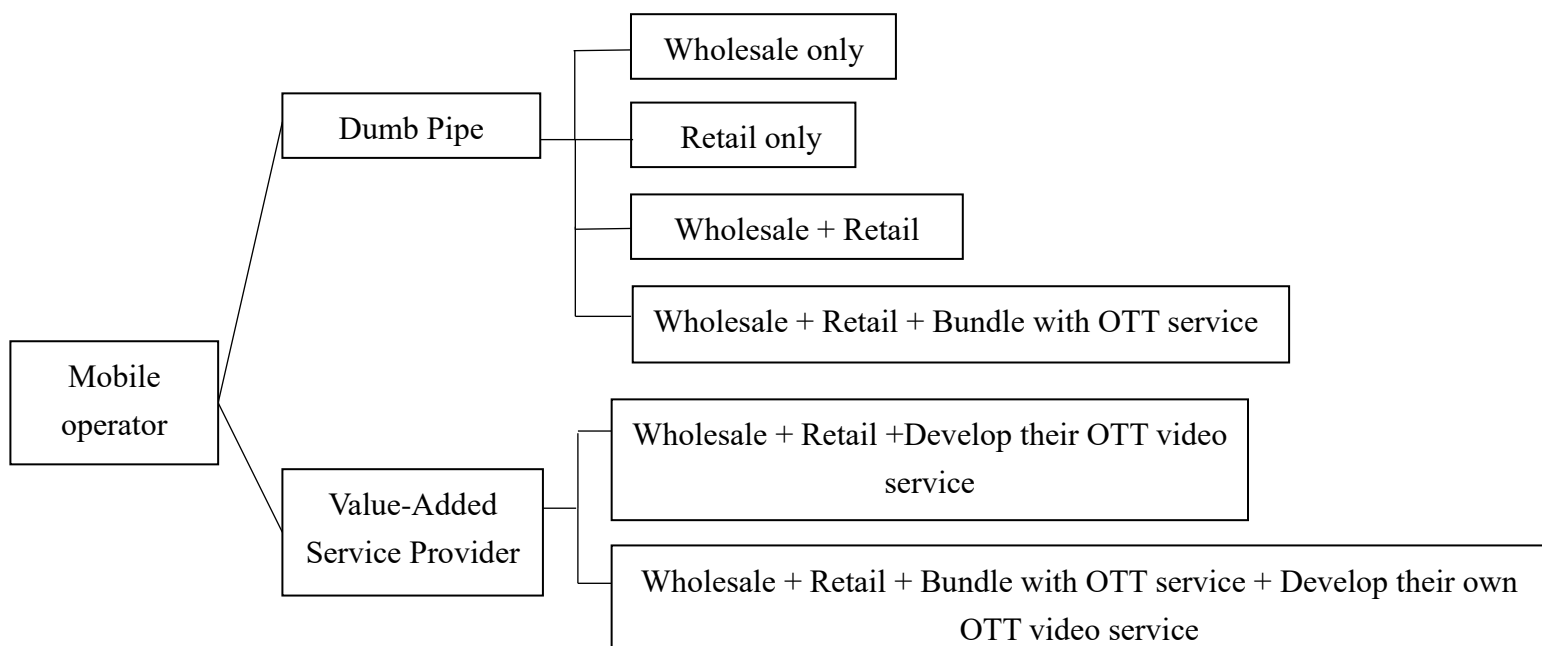 Wholesale only
Dumb Pipe
Retail only
Wholesale + Retail
Wholesale + Retail + Bundle with OTT service
Mobile
operator
Wholesale + Retail +Develop their OTT video
service
Value-Added
Service Provider
Wholesale + Retail + Bundle with OTT service + Develop their own
OTT video service